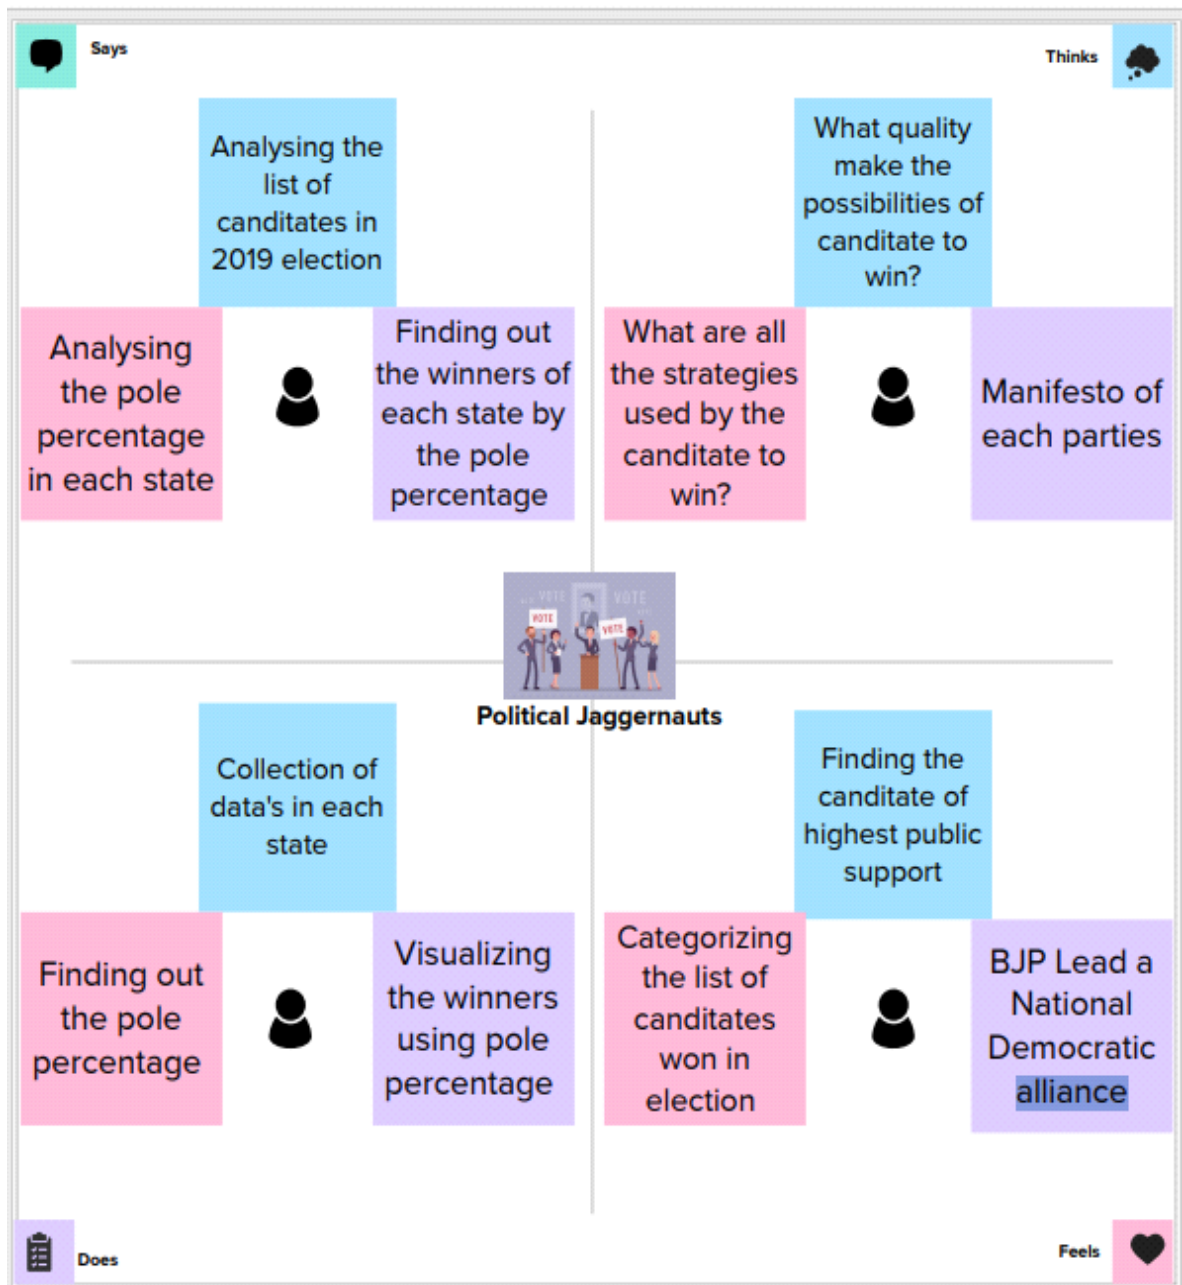 Says
Thinks
Analysing the
list of
canditates in
2019 election
What quality
make the
possibilities of
canditate to
win?
Analysing
the pole
percentage
in each state
Finding out
the winners of
each state by
the pole
percentage
What are all
the strategies
used by the
canditate to
win?
Manifesto of
each parties
VOTE
VOTE
VOTE
VOTE
Political Jaggernauts
Collection of
data's in each
state
Finding the
canditate of
highest public
support
Finding out
the pole
percentage
Visualizing
the winners
using pole
percentage
Categorizing
the list of
canditates
won in
election
BJP Lead a
National
Democratic
alliance
Does
Feels